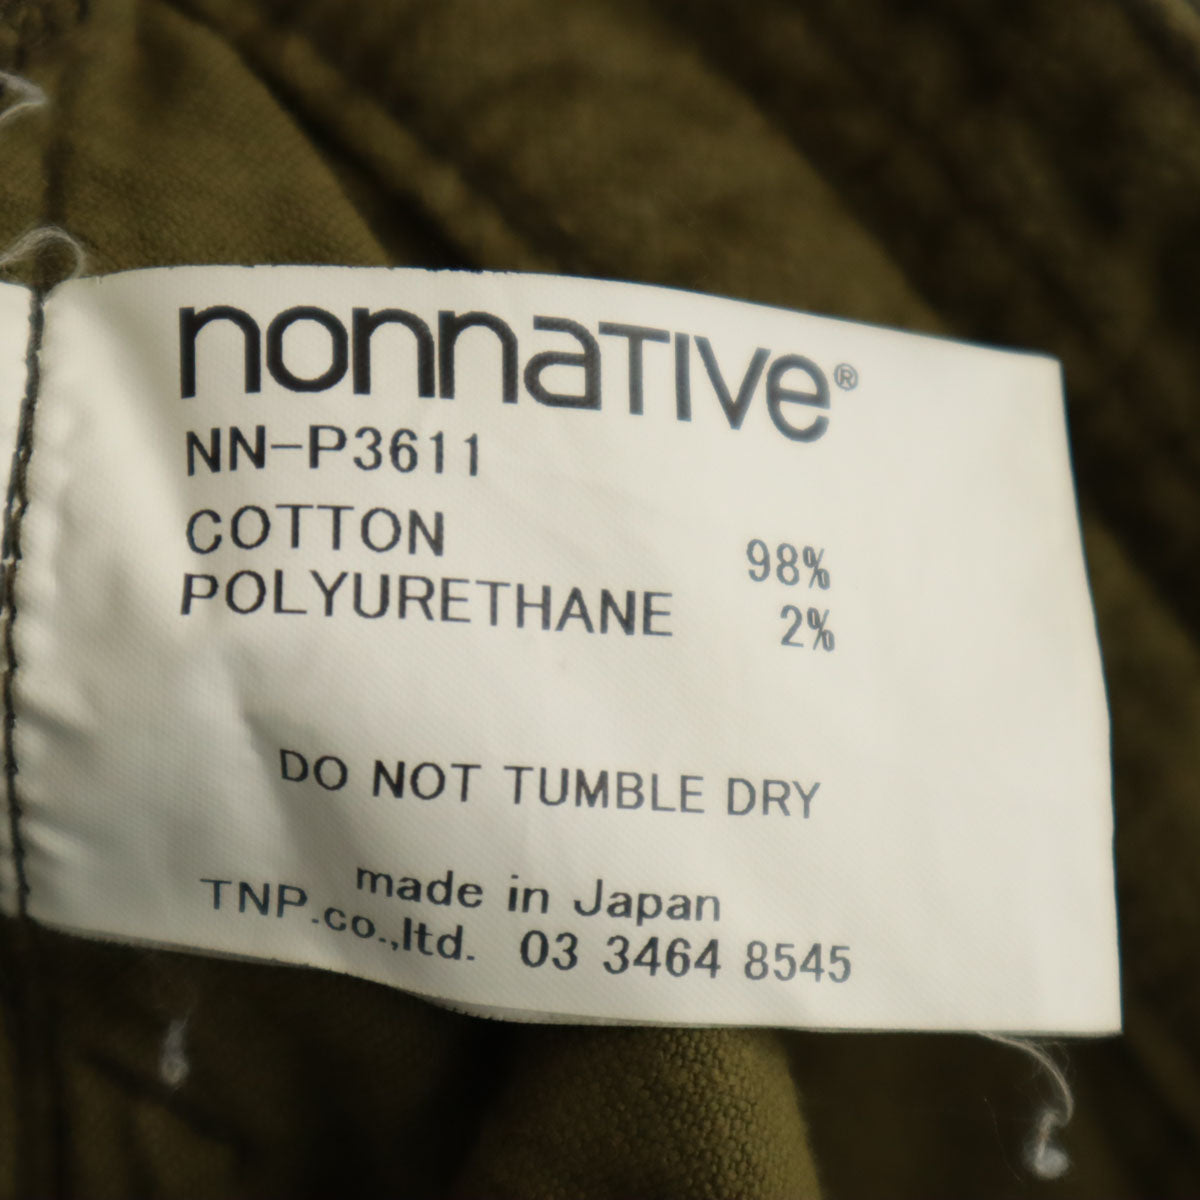 nonnative®
NN-P3611
COTTON 98%
POLYURETHANE 2%
DO NOT TUMBLE DRY
made in Japan
TNP.co.,ltd. 03 3464 8545